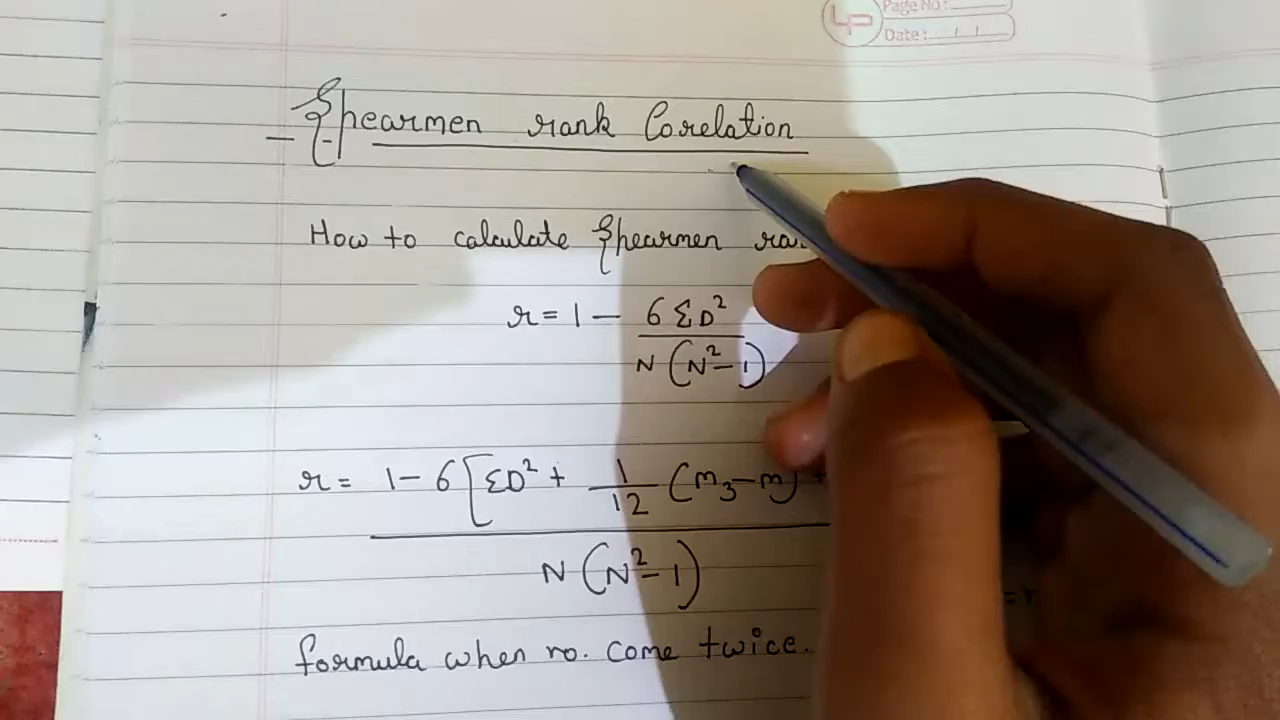 Page No:
Date:
Spearmen rank Corelation
How to calculate Spearmen
r = 1 - 6 ΣD² / N (N² - 1)
r = 1 - 6 [ΣD² + 1/12 (m₃ - m) + / N (N² - 1)
formula when no. come twice.